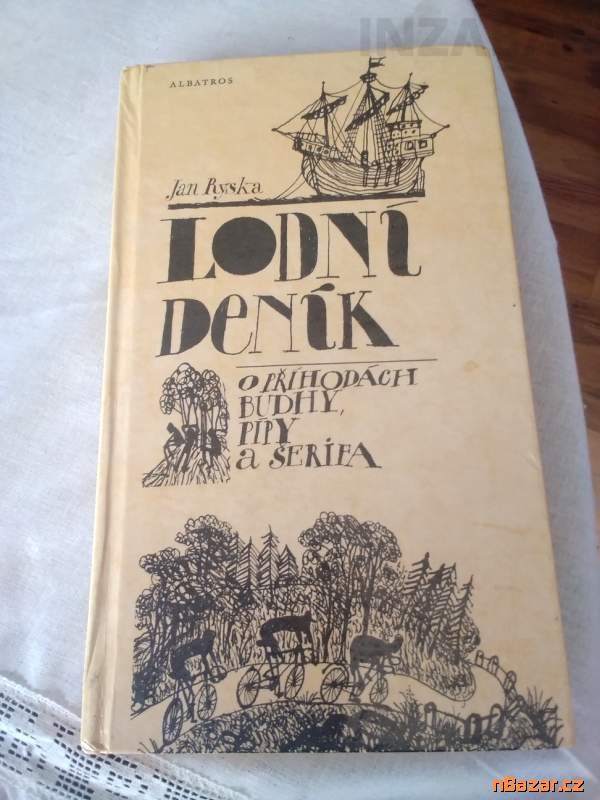 ALBATROS
Jan Ryska
LODNÍ
DENÍK
O PŘÍHODÁCH
BUDHY,
PÍPY
a ŠERIFA
nBazar.cz